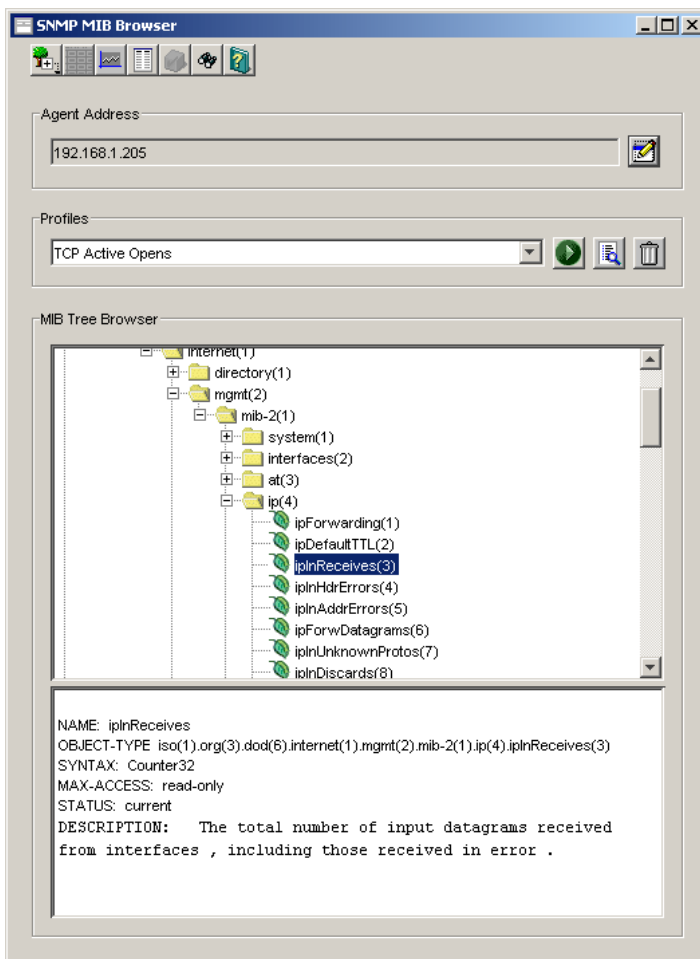 SNMP MIB Browser
Agent Address
192.168.1.205
Profiles
TCP Active Opens
MIB Tree Browser
internet(1)
directory(1)
mgmt(2)
mib-2(1)
system(1)
interfaces(2)
at(3)
ip(4)
ipForwarding(1)
ipDefaultTTL(2)
ipInReceives(3)
ipInHdrErrors(4)
ipInAddrErrors(5)
ipForwDatagrams(6)
ipInUnknownProtos(7)
ipInDiscards(8)
NAME: ipInReceives
OBJECT-TYPE iso(1).org(3).dod(6).internet(1).mgmt(2).mib-2(1).ip(4).ipInReceives(3)
SYNTAX: Counter32
MAX-ACCESS: read-only
STATUS: current
DESCRIPTION: The total number of input datagrams received
from interfaces , including those received in error .